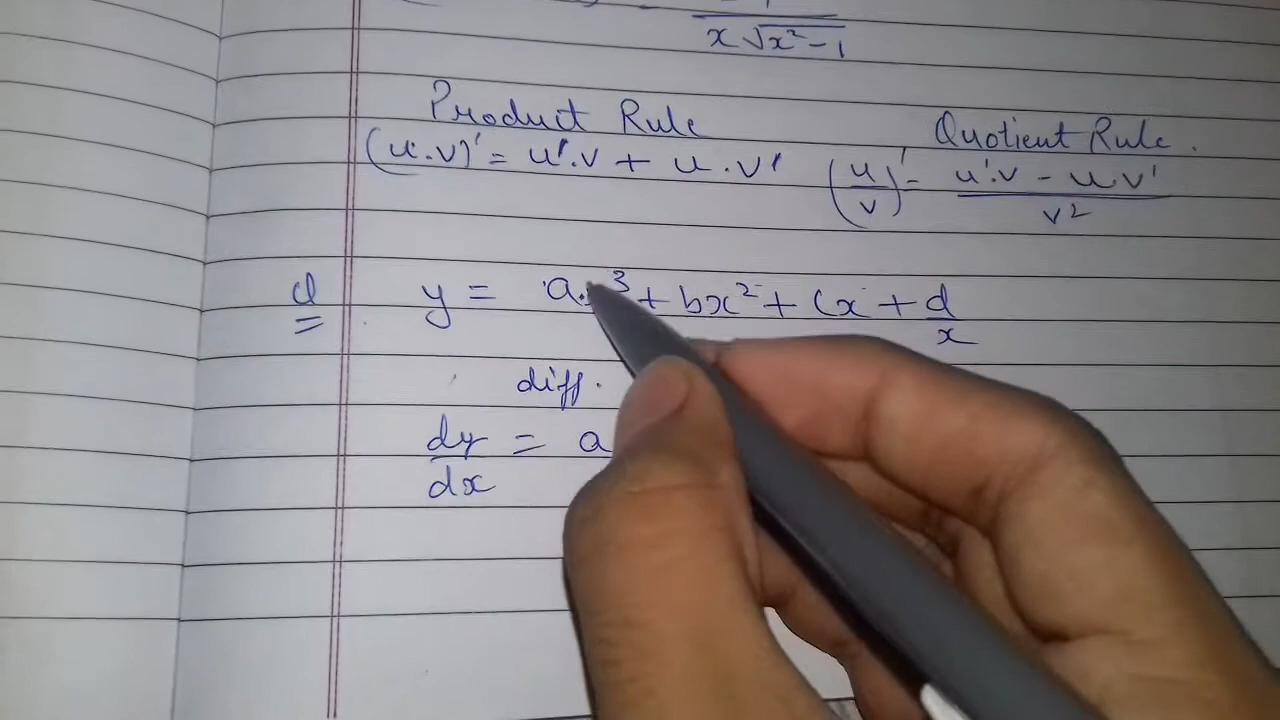 x√x²-1
Product Rule
(u.v)' = u'.v + u.v'
Quotient Rule.
(u/v)' = u'.v - u.v' / v²
Q y = a. ³ + bx² + cx + d/x
diff.
dy/dx = a